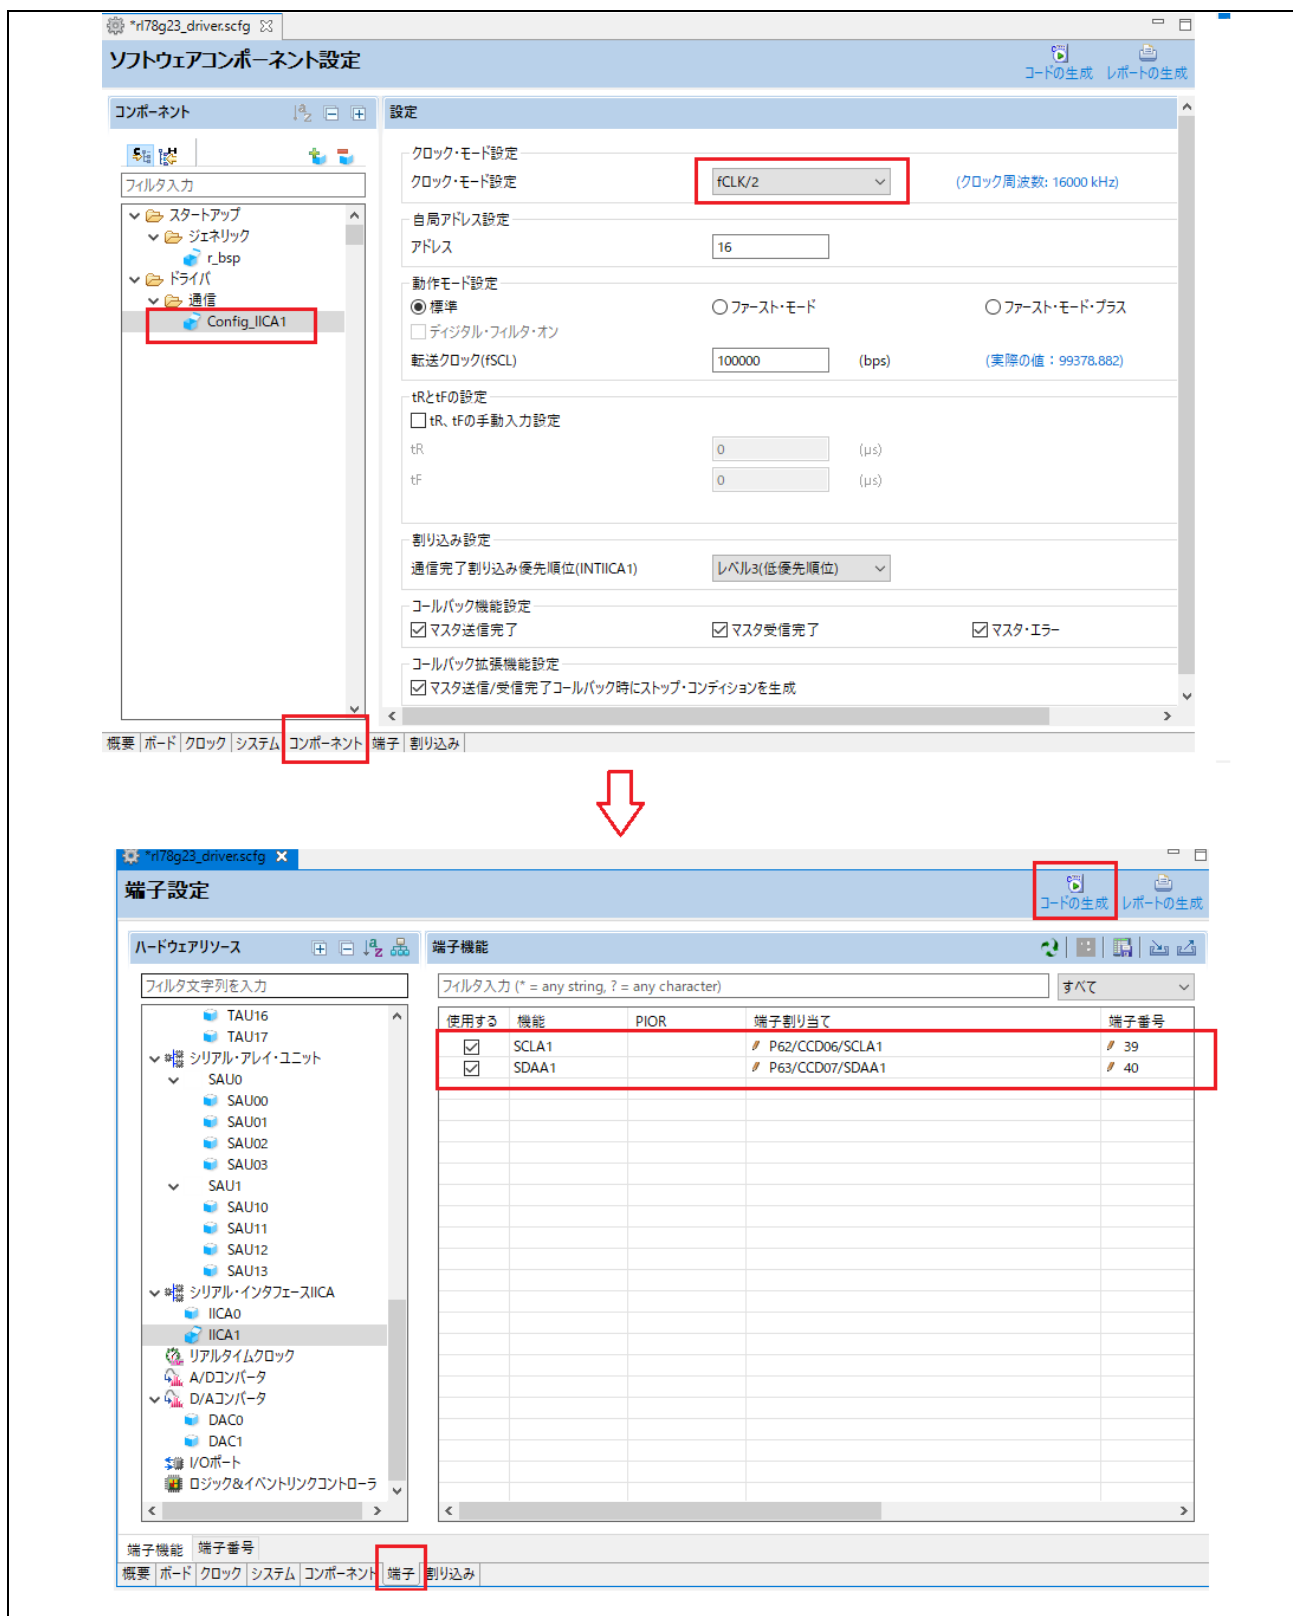 *rl78g23_driver.scfg
ソフトウェアコンポーネント設定
コードの生成 レポートの生成
コンポーネント
設定
フィルタ入力
スタートアップ
ジェネリック
r_bsp
ドライバ
通信
Config_IICA1
クロック・モード設定
クロック・モード設定 fCLK/2 (クロック周波数: 16000 kHz)
自局アドレス設定
アドレス 16
動作モード設定
標準 ファースト・モード ファースト・モード・プラス
ディジタル・フィルタ・オン
転送クロック(fSCL) 100000 (bps) (実際の値：99378.882)
tRとtFの設定
tR、tFの手動入力設定
tR 0 (μs)
tF 0 (μs)
割り込み設定
通信完了割り込み優先順位(INTIICA1) レベル3(低優先順位)
コールバック機能設定
マスタ送信完了 マスタ受信完了 マスタ・エラー
コールバック拡張機能設定
マスタ送信/受信完了コールバック時にストップ・コンディションを生成
概要 ボード クロック システム コンポーネント 端子 割り込み
*rl78g23_driver.scfg
端子設定
コードの生成 レポートの生成
ハードウェアリソース
端子機能
フィルタ文字列を入力
フィルタ入力 (* = any string, ? = any character) すべて
TAU16
TAU17
シリアル・アレイ・ユニット
SAU0
SAU00
SAU01
SAU02
SAU03
SAU1
SAU10
SAU11
SAU12
SAU13
シリアル・インタフェースIICA
IICA0
IICA1
リアルタイムクロック
A/Dコンバータ
D/Aコンバータ
DAC0
DAC1
I/Oポート
ロジック&イベントリンクコントローラ
使用する 機能 PIOR 端子割り当て 端子番号
SCLA1 P62/CCD06/SCLA1 39
SDAA1 P63/CCD07/SDAA1 40
端子機能 端子番号
概要 ボード クロック システム コンポーネント 端子 割り込み